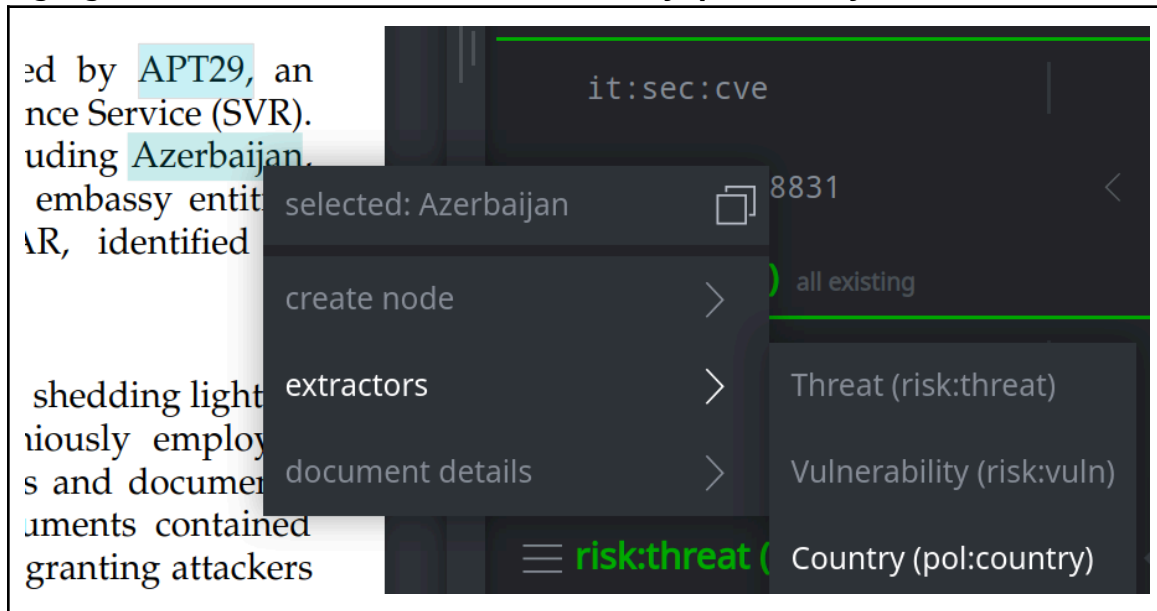 ed by APT29, an
nce Service (SVR).
uding Azerbaijan,
embassy entit
AR, identified
shedding light
niously employ
s and documen
uments contained
granting attackers
it:sec:cve
8831
) all existing
selected: Azerbaijan
create node
extractors
document details
Threat (risk:threat)
Vulnerability (risk:vuln)
Country (pol:country)
risk:threat (